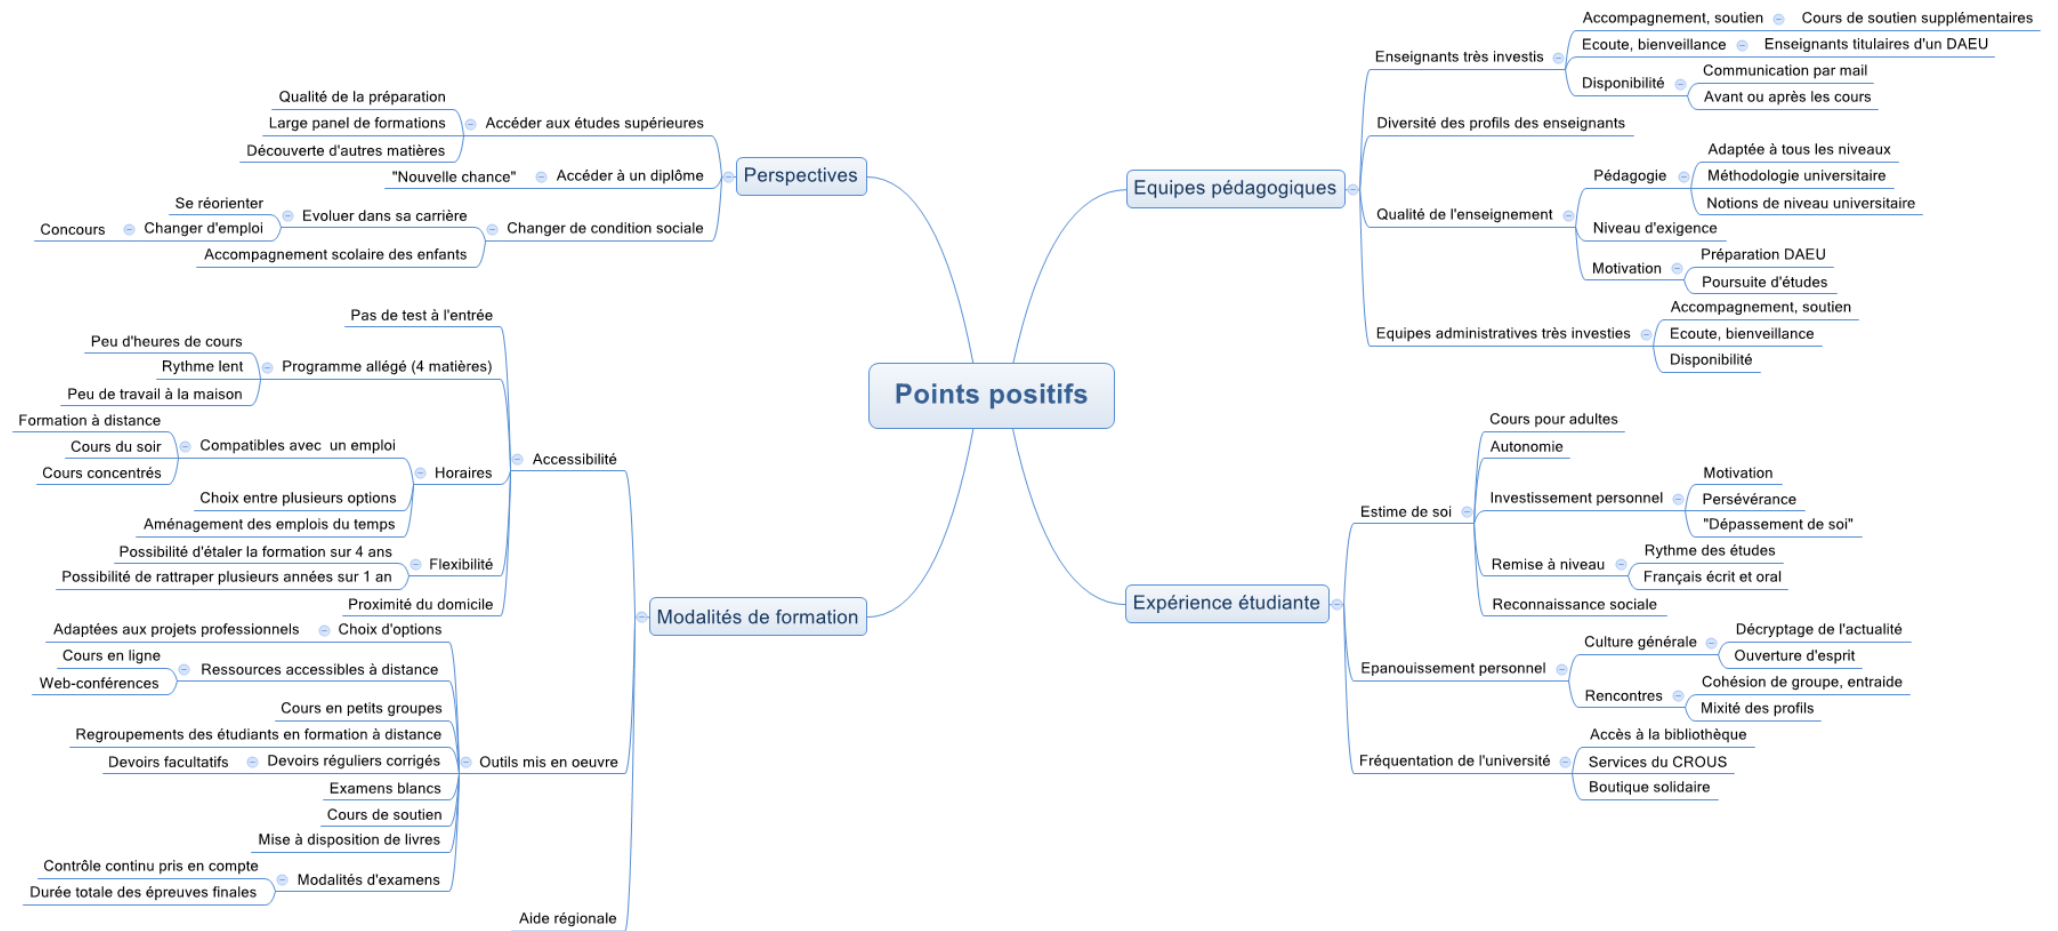 Points positifs
Perspectives
Accéder aux études supérieures
Qualité de la préparation
Large panel de formations
Découverte d'autres matières
Accéder à un diplôme
"Nouvelle chance"
Changer de condition sociale
Evoluer dans sa carrière
Se réorienter
Changer d'emploi
Concours
Accompagnement scolaire des enfants
Modalités de formation
Accessibilité
Pas de test à l'entrée
Programme allégé (4 matières)
Peu d'heures de cours
Rythme lent
Peu de travail à la maison
Horaires
Compatibles avec  un emploi
Formation à distance
Cours du soir
Cours concentrés
Choix entre plusieurs options
Aménagement des emplois du temps
Flexibilité
Possibilité d'étaler la formation sur 4 ans
Possibilité de rattraper plusieurs années sur 1 an
Proximité du domicile
Outils mis en oeuvre
Choix d'options
Adaptées aux projets professionnels
Ressources accessibles à distance
Cours en ligne
Web-conférences
Cours en petits groupes
Regroupements des étudiants en formation à distance
Devoirs réguliers corrigés
Devoirs facultatifs
Examens blancs
Cours de soutien
Mise à disposition de livres
Modalités d'examens
Contrôle continu pris en compte
Durée totale des épreuves finales
Aide régionale
Equipes pédagogiques
Enseignants très investis
Accompagnement, soutien
Cours de soutien supplémentaires
Ecoute, bienveillance
Enseignants titulaires d'un DAEU
Disponibilité
Communication par mail
Avant ou après les cours
Diversité des profils des enseignants
Qualité de l'enseignement
Pédagogie
Adaptée à tous les niveaux
Méthodologie universitaire
Notions de niveau universitaire
Niveau d'exigence
Motivation
Préparation DAEU
Poursuite d'études
Equipes administratives très investies
Accompagnement, soutien
Ecoute, bienveillance
Disponibilité
Expérience étudiante
Estime de soi
Cours pour adultes
Autonomie
Investissement personnel
Motivation
Persévérance
"Dépassement de soi"
Remise à niveau
Rythme des études
Français écrit et oral
Reconnaissance sociale
Epanouissement personnel
Culture générale
Décryptage de l'actualité
Ouverture d'esprit
Rencontres
Cohésion de groupe, entraide
Mixité des profils
Fréquentation de l'université
Accès à la bibliothèque
Services du CROUS
Boutique solidaire